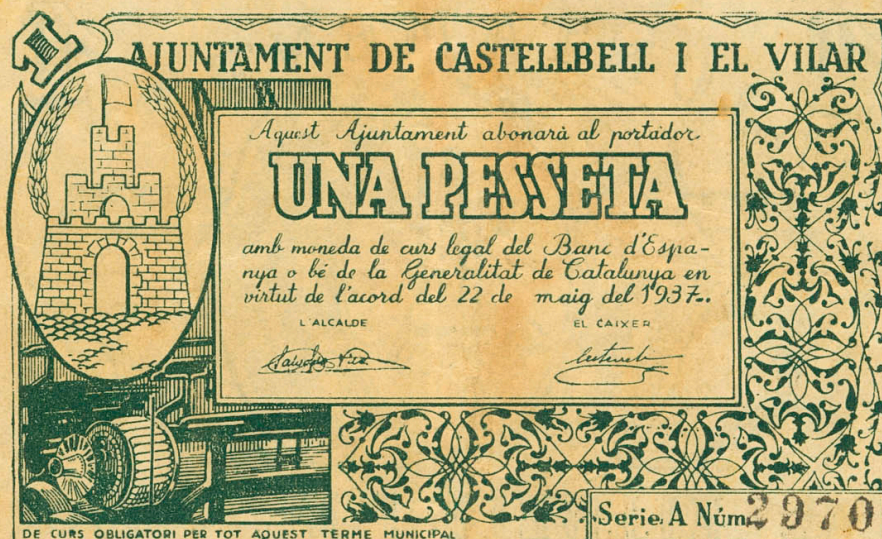 1
AJUNTAMENT DE CASTELLBELL I EL VILAR
Aquest Ajuntament abonarà al portador
UNA PESSETA
amb moneda de curs legal del Banc d'Espa-
nya o bé de la Generalitat de Catalunya en
virtut de l'acord del 22 de maig del 1937.
L'ALCALDE EL CAIXER
Serie A Núm. 2970
DE CURS OBLIGATORI PER TOT AQUEST TERME MUNICIPAL